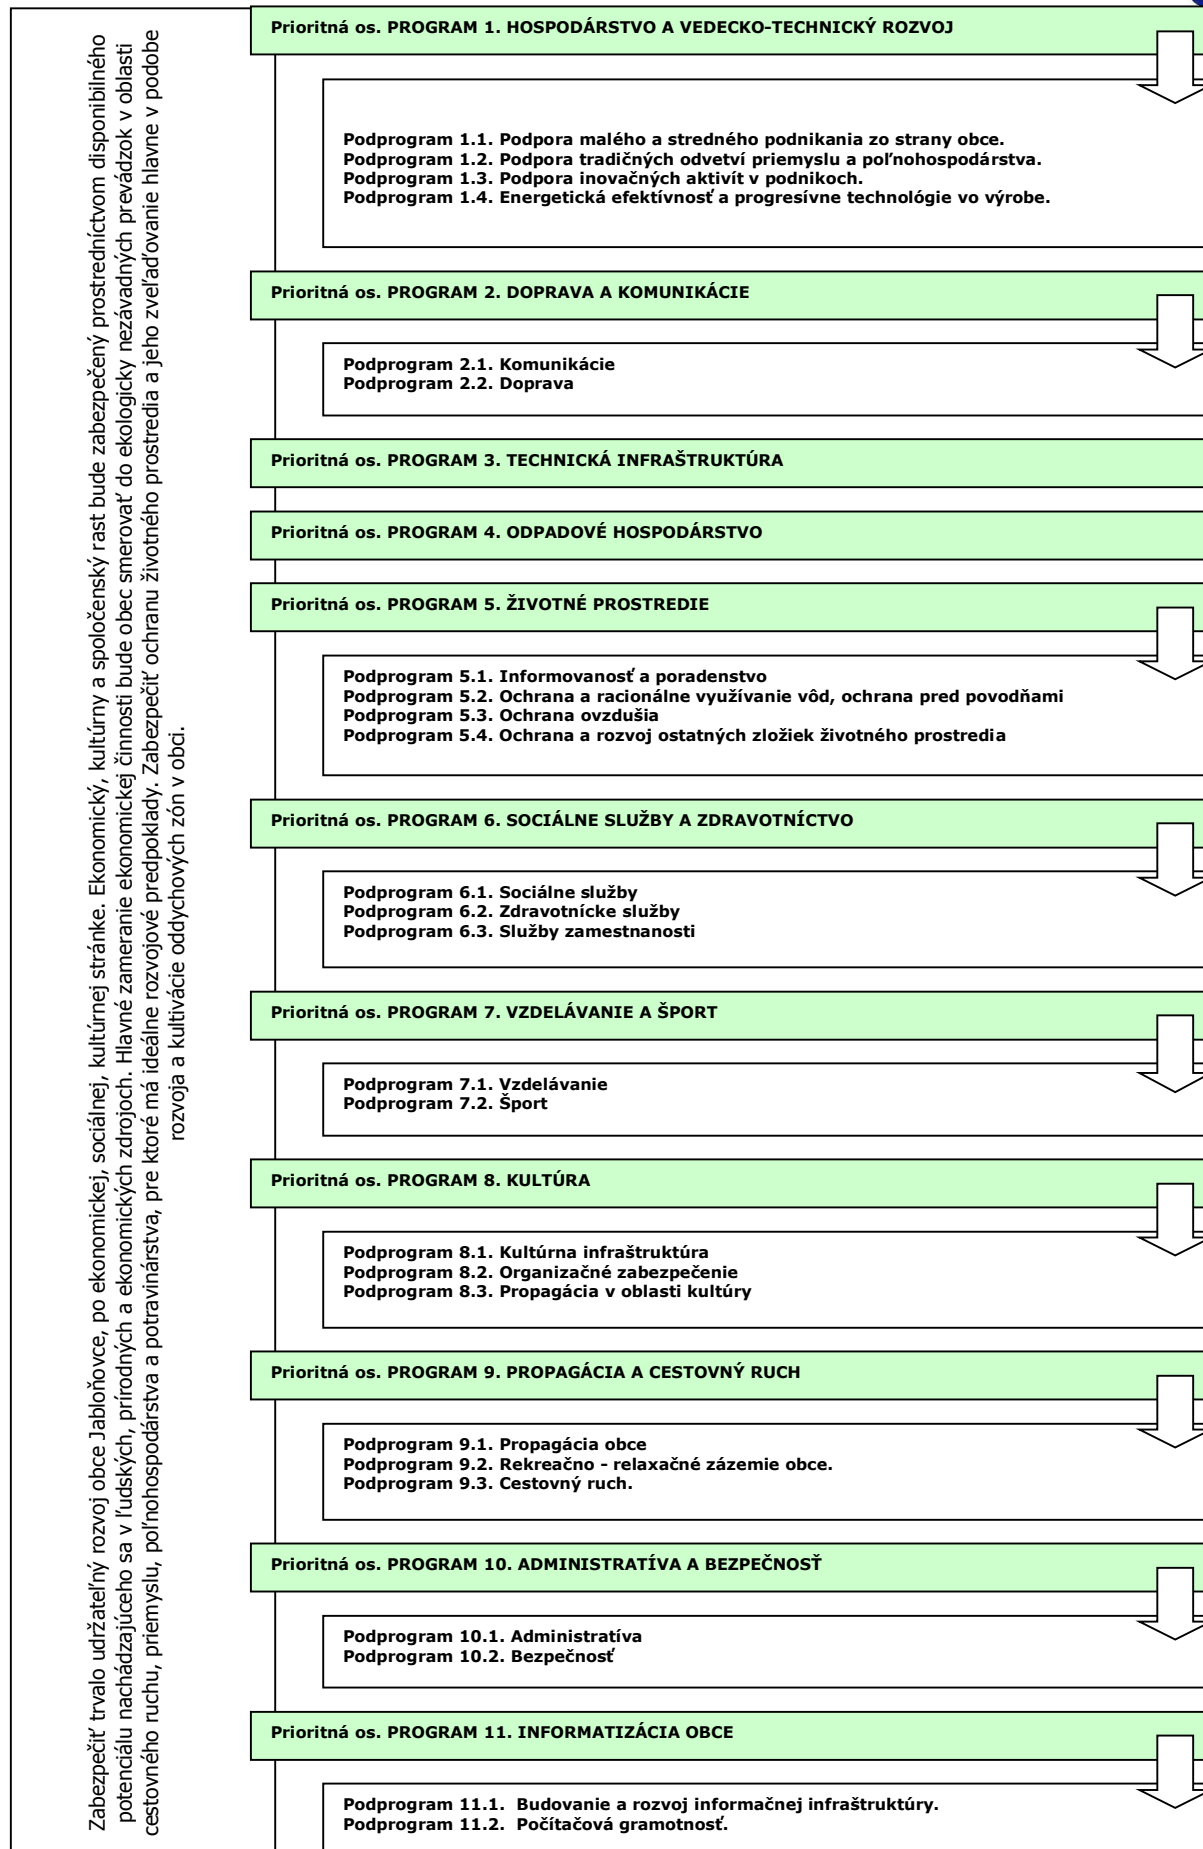 Zabezpečiť trvalo udržateľný rozvoj obce Jabloňovce, po ekonomickej, sociálnej, kultúrnej stránke. Ekonomický, kultúrny a spoločenský rast bude zabezpečený prostredníctvom disponibilného
potenciálu nachádzajúceho sa v ľudských, prírodných a ekonomických zdrojoch. Hlavné zameranie ekonomickej činnosti bude obec smerovať do ekologicky nezávadných prevádzok v oblasti
cestovného ruchu, priemyslu, poľnohospodárstva a potravinárstva, pre ktoré má ideálne rozvojové predpoklady. Zabezpečiť ochranu životného prostredia a jeho zveľaďovanie hlavne v podobe
rozvoja a kultivácie oddychových zón v obci.
Prioritná os. PROGRAM 1. HOSPODÁRSTVO A VEDECKO-TECHNICKÝ ROZVOJ
Podprogram 1.1. Podpora malého a stredného podnikania zo strany obce.
Podprogram 1.2. Podpora tradičných odvetví priemyslu a poľnohospodárstva.
Podprogram 1.3. Podpora inovačných aktivít v podnikoch.
Podprogram 1.4. Energetická efektívnosť a progresívne technológie vo výrobe.
Prioritná os. PROGRAM 2. DOPRAVA A KOMUNIKÁCIE
Podprogram 2.1. Komunikácie
Podprogram 2.2. Doprava
Prioritná os. PROGRAM 3. TECHNICKÁ INFRAŠTRUKTÚRA
Prioritná os. PROGRAM 4. ODPADOVÉ HOSPODÁRSTVO
Prioritná os. PROGRAM 5. ŽIVOTNÉ PROSTREDIE
Podprogram 5.1. Informovanosť a poradenstvo
Podprogram 5.2. Ochrana a racionálne využívanie vôd, ochrana pred povodňami
Podprogram 5.3. Ochrana ovzdušia
Podprogram 5.4. Ochrana a rozvoj ostatných zložiek životného prostredia
Prioritná os. PROGRAM 6. SOCIÁLNE SLUŽBY A ZDRAVOTNÍCTVO
Podprogram 6.1. Sociálne služby
Podprogram 6.2. Zdravotnícke služby
Podprogram 6.3. Služby zamestnanosti
Prioritná os. PROGRAM 7. VZDELÁVANIE A ŠPORT
Podprogram 7.1. Vzdelávanie
Podprogram 7.2. Šport
Prioritná os. PROGRAM 8. KULTÚRA
Podprogram 8.1. Kultúrna infraštruktúra
Podprogram 8.2. Organizačné zabezpečenie
Podprogram 8.3. Propagácia v oblasti kultúry
Prioritná os. PROGRAM 9. PROPAGÁCIA A CESTOVNÝ RUCH
Podprogram 9.1. Propagácia obce
Podprogram 9.2. Rekreačno - relaxačné zázemie obce.
Podprogram 9.3. Cestovný ruch.
Prioritná os. PROGRAM 10. ADMINISTRATÍVA A BEZPEČNOSŤ
Podprogram 10.1. Administratíva
Podprogram 10.2. Bezpečnosť
Prioritná os. PROGRAM 11. INFORMATIZÁCIA OBCE
Podprogram 11.1. Budovanie a rozvoj informačnej infraštruktúry.
Podprogram 11.2. Počítačová gramotnosť.